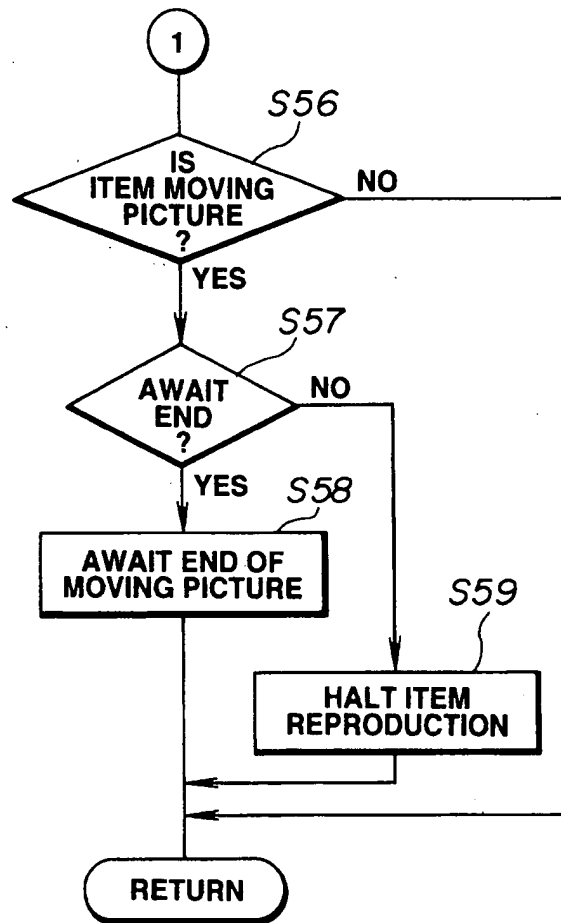 1
S56
IS
ITEM MOVING
PICTURE
?
NO
YES
S57
AWAIT
END
?
NO
YES
S58
AWAIT END OF
MOVING PICTURE
S59
HALT ITEM
REPRODUCTION
RETURN